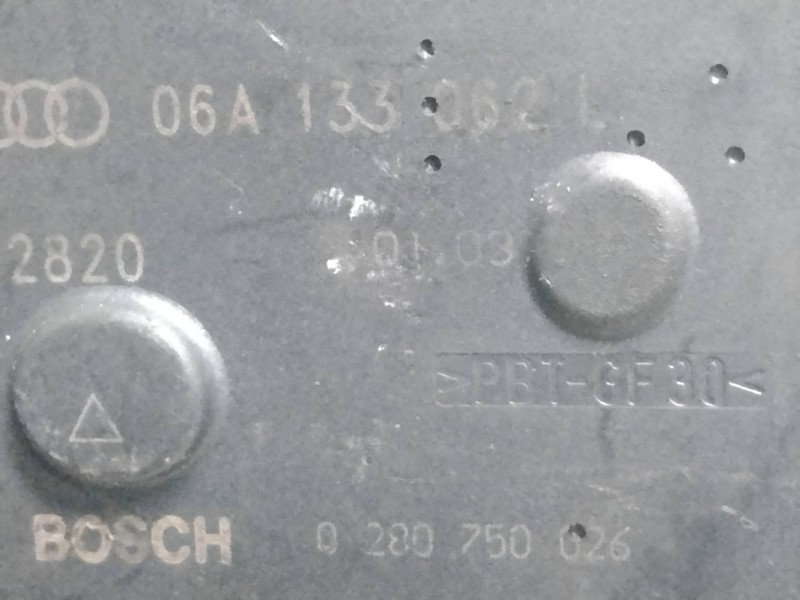 06A 133 062 L
2820 01.03
>PBT-GF30<
BOSCH 0 280 750 026